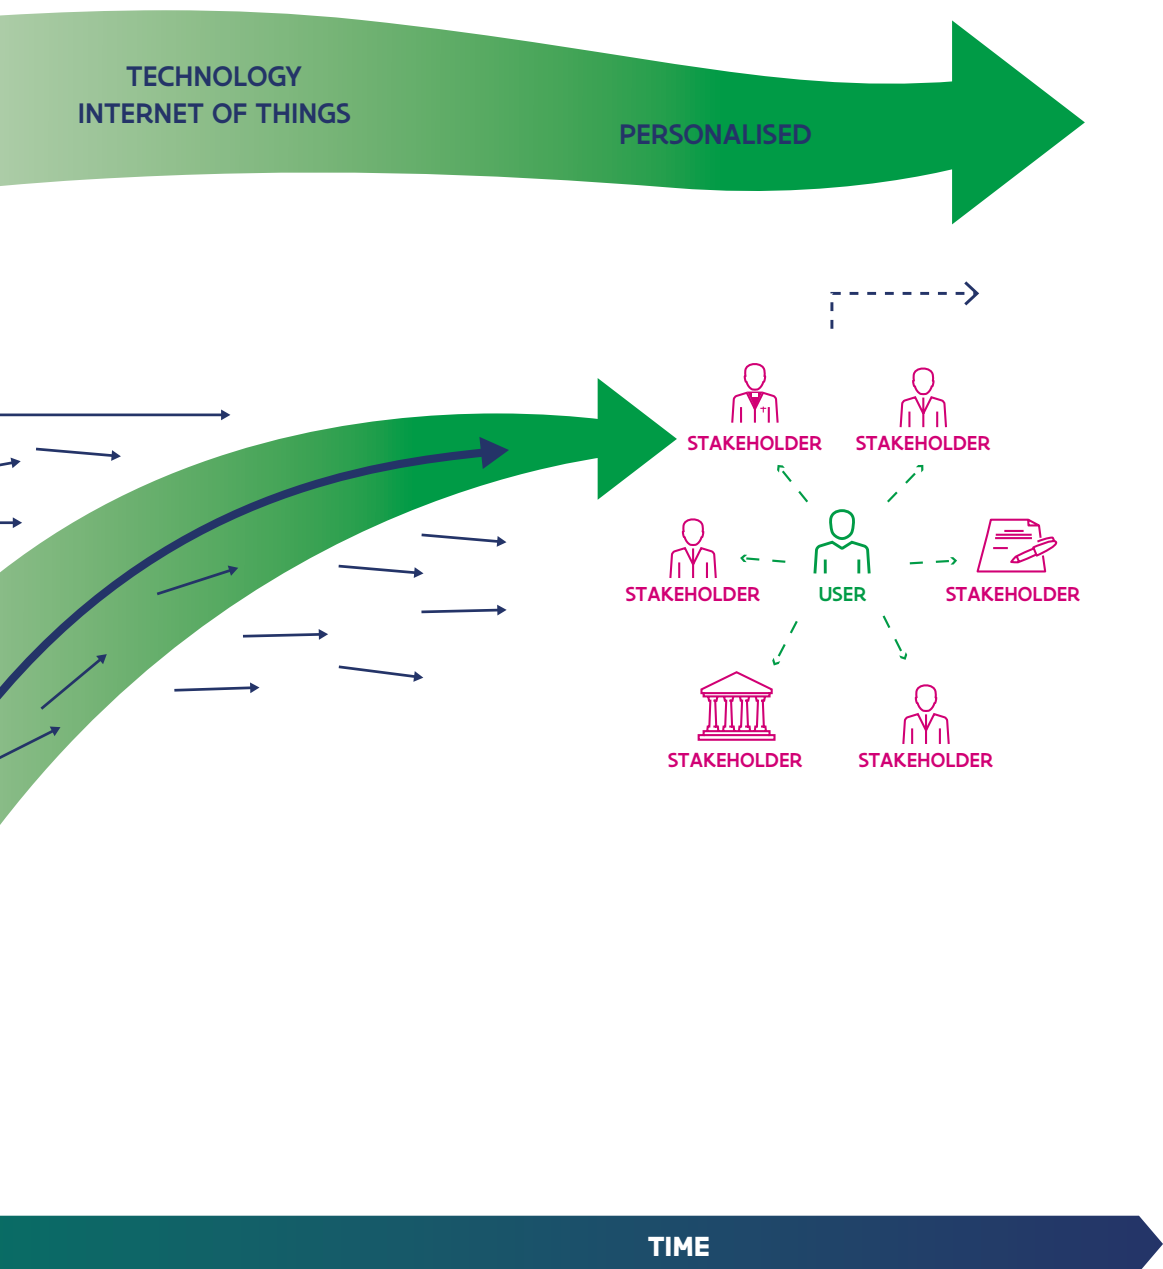 TECHNOLOGY
INTERNET OF THINGS
PERSONALISED
STAKEHOLDER
STAKEHOLDER
STAKEHOLDER
USER
STAKEHOLDER
STAKEHOLDER
STAKEHOLDER
TIME